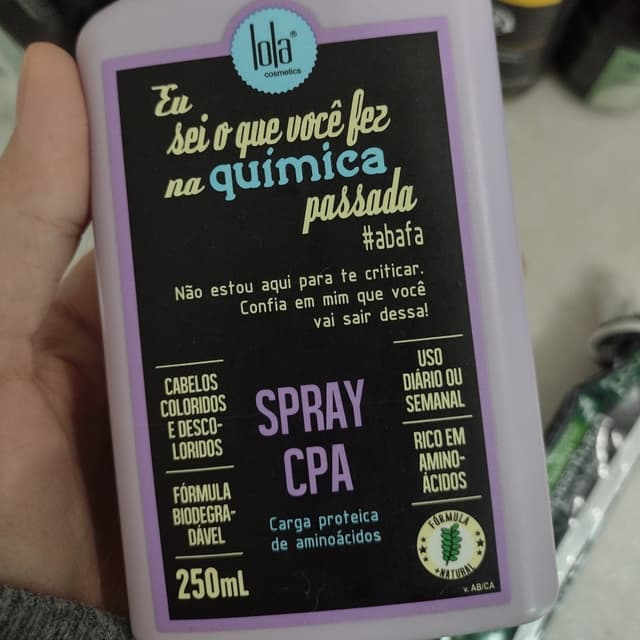 lola®
cosmetics
Eu
sei o que você fez
na química
passada
#abafa
Não estou aqui para te criticar.
Confia em mim que você
vai sair dessa!
CABELOS
COLORIDOS
E DESCO-
LORIDOS
FÓRMULA
BIODEGRA-
DÁVEL
250mL
SPRAY
CPA
Carga proteica
de aminoácidos
USO
DIÁRIO OU
SEMANAL
RICO EM
AMINO-
ÁCIDOS
FÓRMULA
+NATURAL
v. AB/CA